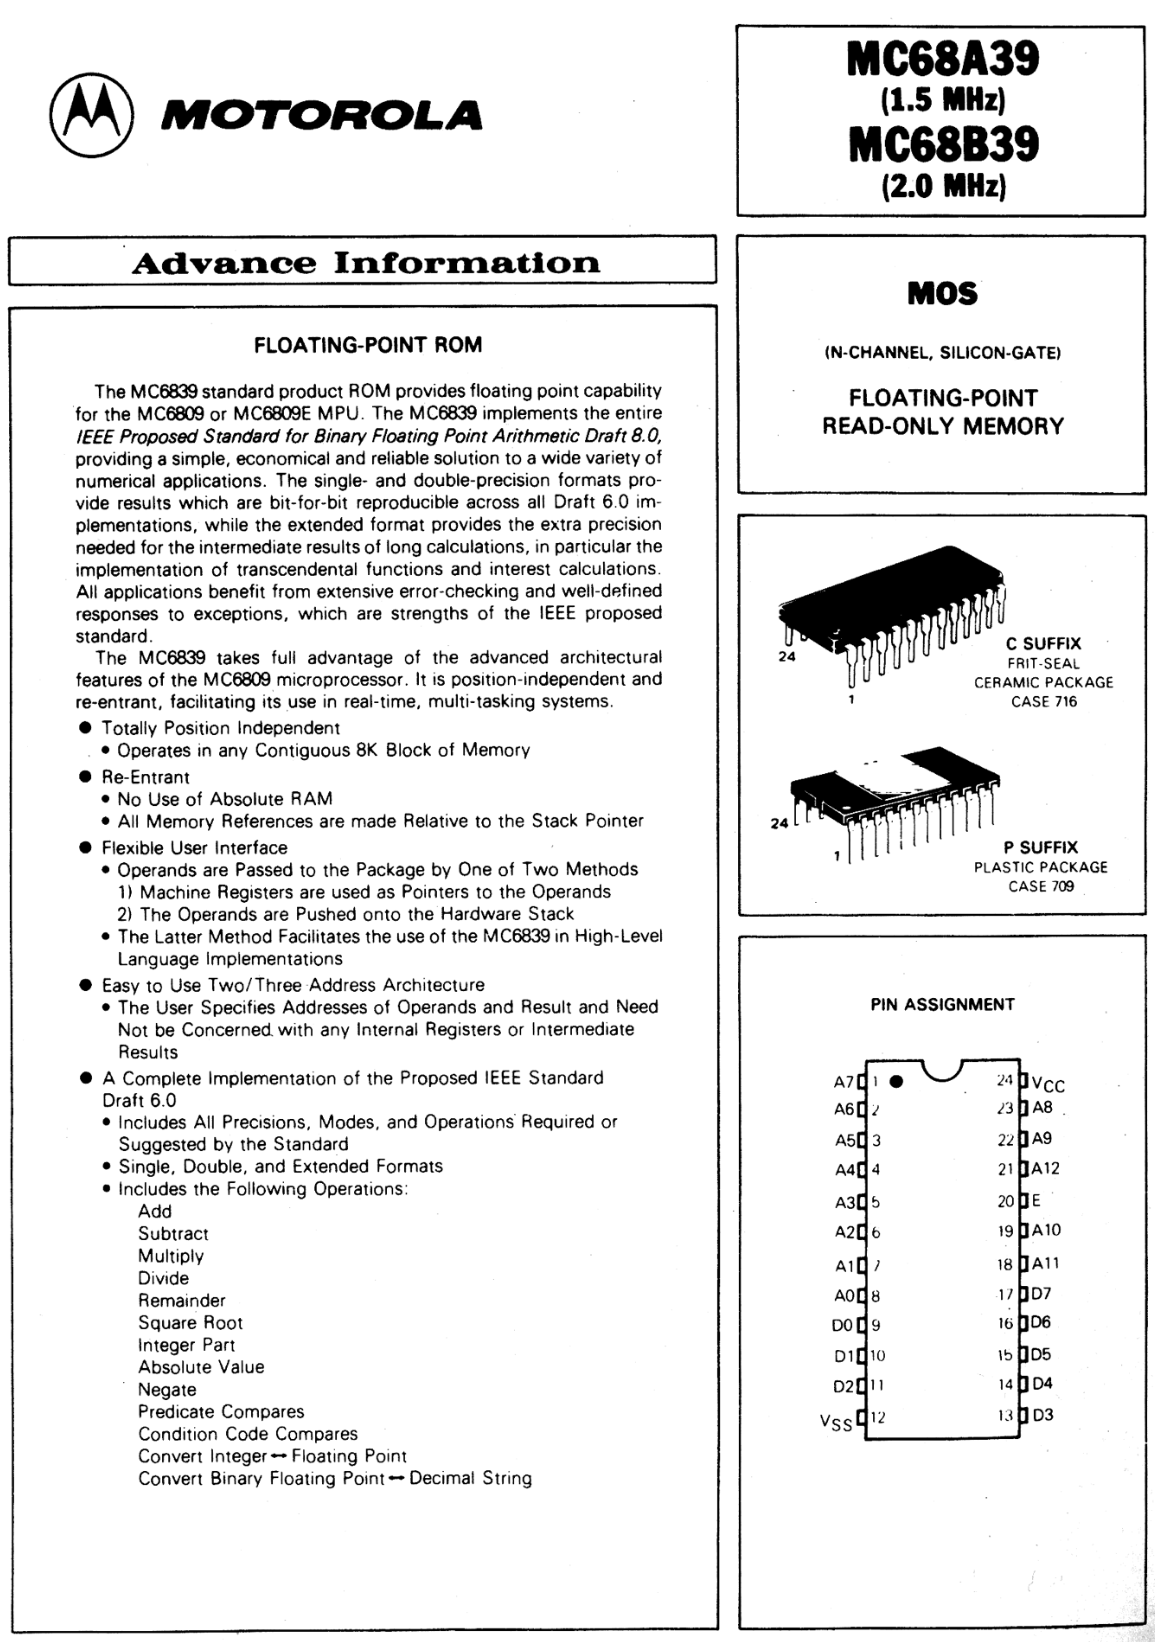 MOTOROLA
MC68A39
(1.5 MHz)
MC68B39
(2.0 MHz)
Advance Information
FLOATING-POINT ROM
The MC6839 standard product ROM provides floating point capability
for the MC6809 or MC6809E MPU. The MC6839 implements the entire
IEEE Proposed Standard for Binary Floating Point Arithmetic Draft 8.0,
providing a simple, economical and reliable solution to a wide variety of
numerical applications. The single- and double-precision formats pro-
vide results which are bit-for-bit reproducible across all Draft 6.0 im-
plementations, while the extended format provides the extra precision
needed for the intermediate results of long calculations, in particular the
implementation of transcendental functions and interest calculations.
All applications benefit from extensive error-checking and well-defined
responses to exceptions, which are strengths of the IEEE proposed
standard.
The MC6839 takes full advantage of the advanced architectural
features of the MC6809 microprocessor. It is position-independent and
re-entrant, facilitating its use in real-time, multi-tasking systems.
● Totally Position Independent
• Operates in any Contiguous 8K Block of Memory
● Re-Entrant
• No Use of Absolute RAM
• All Memory References are made Relative to the Stack Pointer
● Flexible User Interface
• Operands are Passed to the Package by One of Two Methods
1) Machine Registers are used as Pointers to the Operands
2) The Operands are Pushed onto the Hardware Stack
• The Latter Method Facilitates the use of the MC6839 in High-Level
Language Implementations
● Easy to Use Two/Three Address Architecture
• The User Specifies Addresses of Operands and Result and Need
Not be Concerned with any Internal Registers or Intermediate
Results
● A Complete Implementation of the Proposed IEEE Standard
Draft 6.0
• Includes All Precisions, Modes, and Operations Required or
Suggested by the Standard
• Single, Double, and Extended Formats
• Includes the Following Operations:
Add
Subtract
Multiply
Divide
Remainder
Square Root
Integer Part
Absolute Value
Negate
Predicate Compares
Condition Code Compares
Convert Integer ↔ Floating Point
Convert Binary Floating Point ↔ Decimal String
MOS
(N-CHANNEL, SILICON-GATE)
FLOATING-POINT
READ-ONLY MEMORY
24
1
C SUFFIX
FRIT-SEAL
CERAMIC PACKAGE
CASE 716
24
1
P SUFFIX
PLASTIC PACKAGE
CASE 709
PIN ASSIGNMENT
A7 1 24 VCC
A6 2 23 A8
A5 3 22 A9
A4 4 21 A12
A3 5 20 E
A2 6 19 A10
A1 7 18 A11
A0 8 17 D7
D0 9 16 D6
D1 10 15 D5
D2 11 14 D4
VSS 12 13 D3